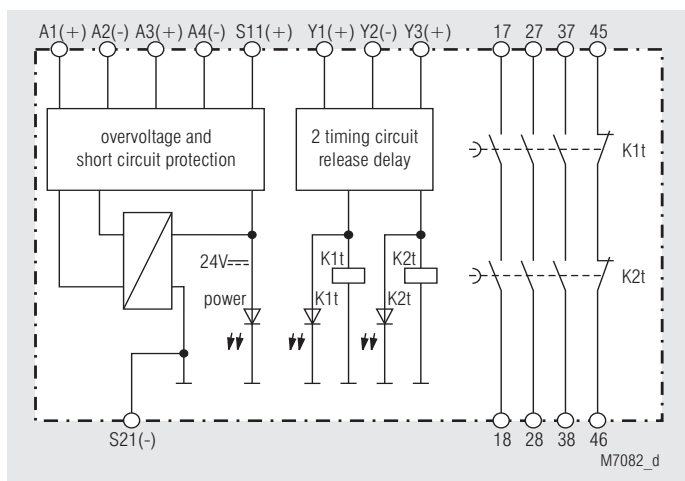 A1(+) A2(-) A3(+) A4(-) S11(+) Y1(+) Y2(-) Y3(+) 17 27 37 45
overvoltage and
short circuit protection
2 timing circuit
release delay
K1t
24V
K1t
K2t
power
K1t
K2t
K2t
S21(-)
18 28 38 46
M7082_d